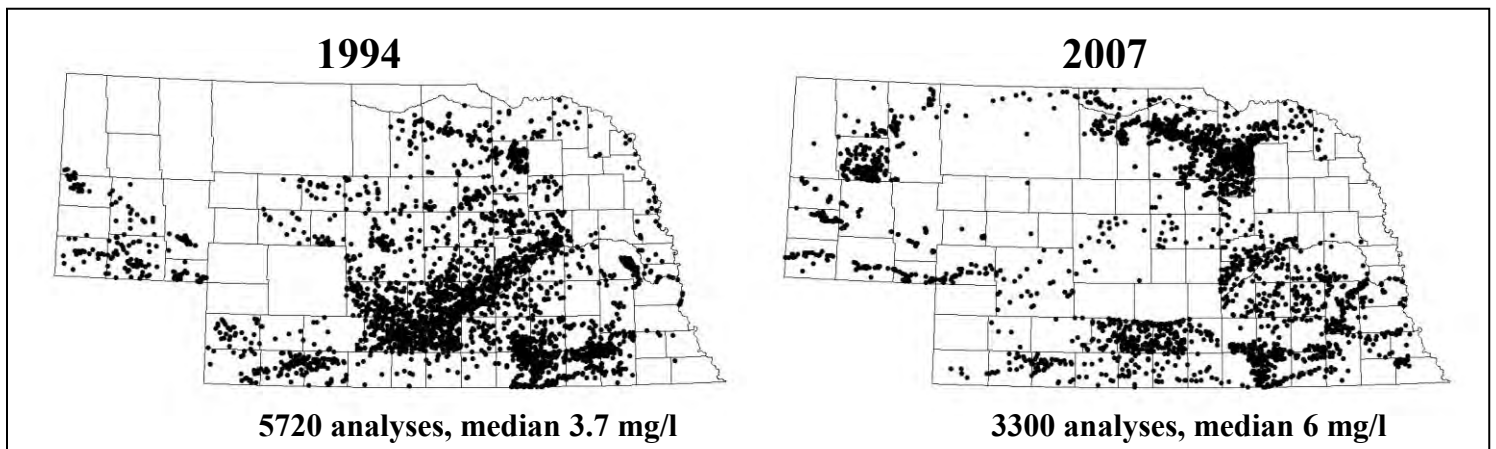 1994
2007
5720 analyses, median 3.7 mg/l
3300 analyses, median 6 mg/l